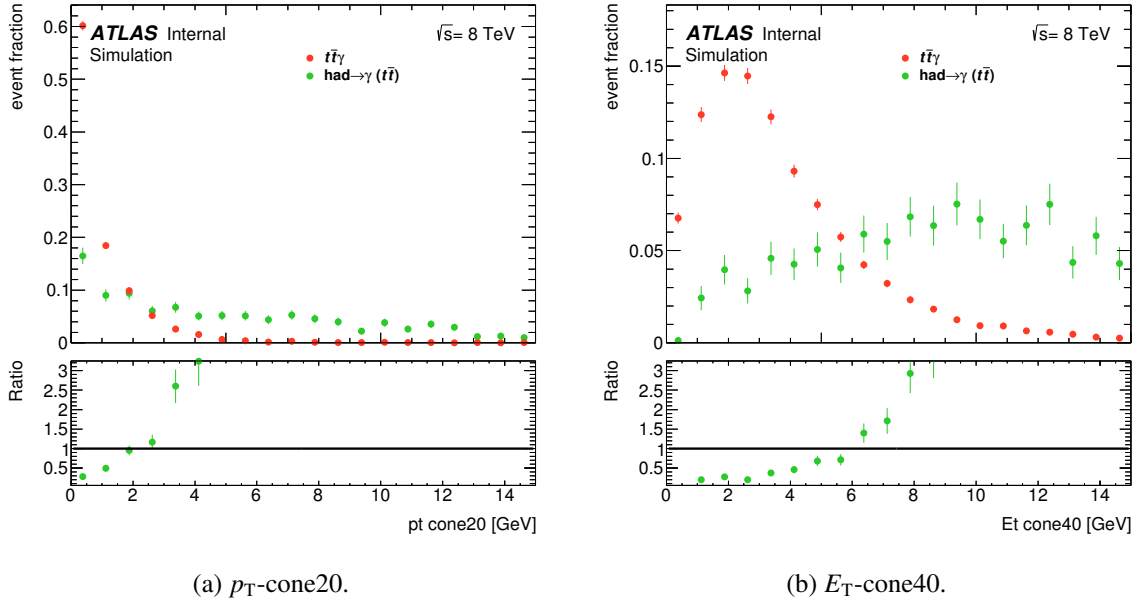 event fraction
0.6
0.5
0.4
0.3
0.2
0.1
0
ATLAS Internal
Simulation
√s= 8 TeV
tt̄γ
had→γ (tt̄)
Ratio
3
2.5
2
1.5
1
0.5
0 2 4 6 8 10 12 14
pt cone20 [GeV]
(a) pT-cone20.
event fraction
0.15
0.1
0.05
0
ATLAS Internal
Simulation
√s= 8 TeV
tt̄γ
had→γ (tt̄)
Ratio
3
2.5
2
1.5
1
0.5
0 2 4 6 8 10 12 14
Et cone40 [GeV]
(b) ET-cone40.